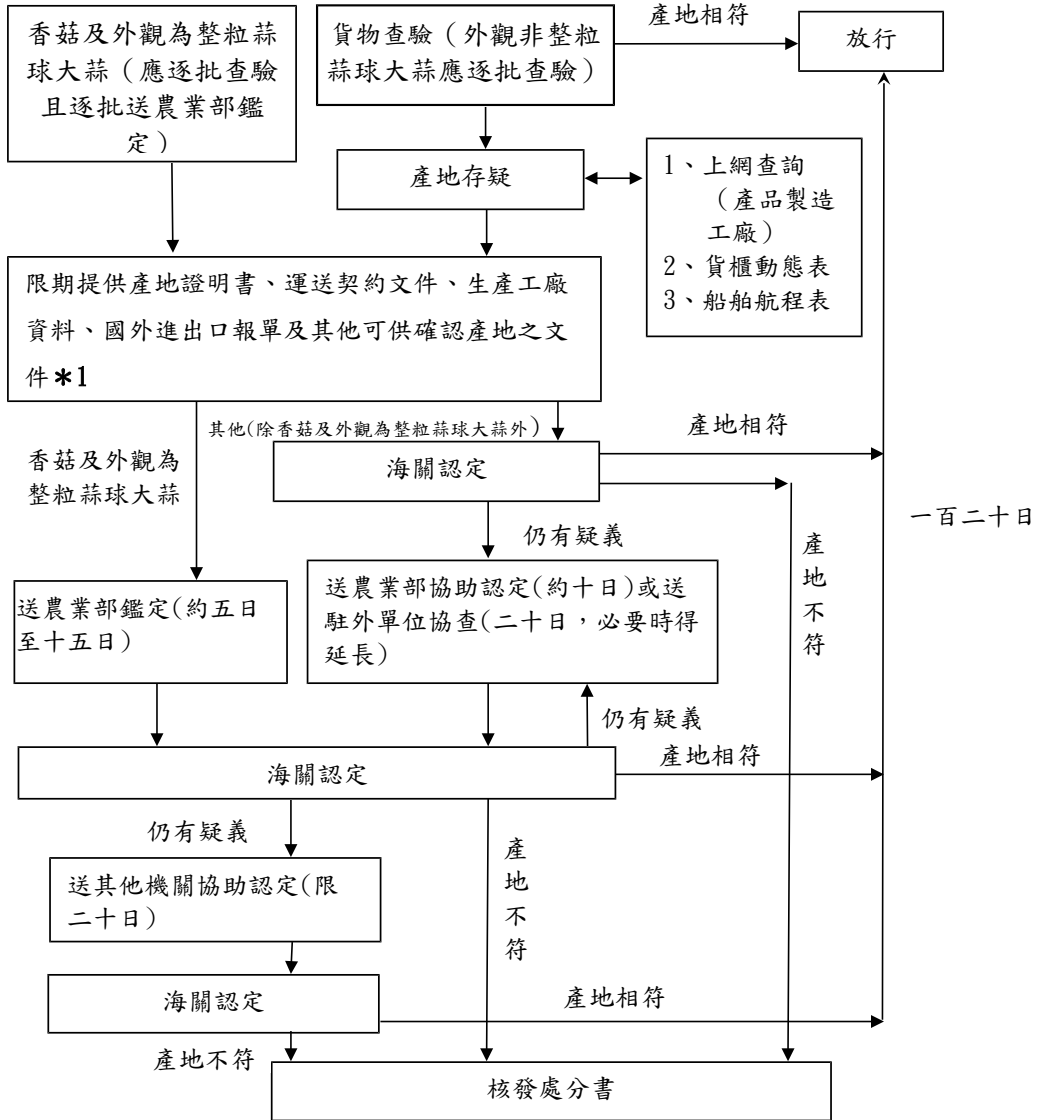 香菇及外觀為整粒蒜
球大蒜（應逐批查驗
且逐批送農業部鑑
定）
貨物查驗（外觀非整粒
蒜球大蒜應逐批查驗）
產地相符
放行
產地存疑
1、上網查詢
（產品製造
工廠）
2、貨櫃動態表
3、船舶航程表
限期提供產地證明書、運送契約文件、生產工廠
資料、國外進出口報單及其他可供確認產地之文
件＊1
其他(除香菇及外觀為整粒蒜球大蒜外）
產地相符
香菇及外觀為
整粒蒜球大蒜
海關認定
一百二十日
仍有疑義
產
地
不
符
送農業部鑑定(約五日
至十五日）
送農業部協助認定(約十日)或送
駐外單位協查(二十日，必要時得
延長）
仍有疑義
海關認定
產地相符
仍有疑義
產
地
不
符
送其他機關協助認定(限
二十日）
海關認定
產地相符
產地不符
核發處分書